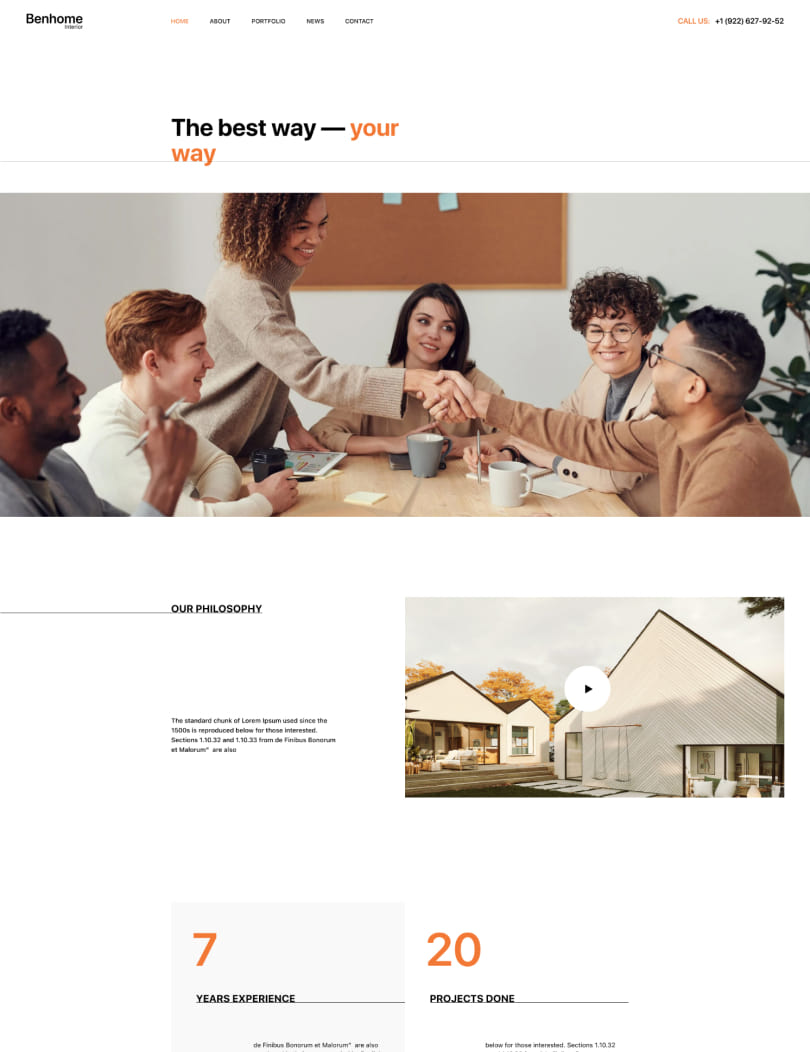 Benhome
Interior
HOME
ABOUT
PORTFOLIO
NEWS
CONTACT
CALL US: +1 (922) 627-92-52
The best way — your
way
OUR PHILOSOPHY
The standard chunk of Lorem Ipsum used since the
1500s is reproduced below for those interested.
Sections 1.10.32 and 1.10.33 from de Finibus Bonorum
et Malorum" are also
7
YEARS EXPERIENCE
de Finibus Bonorum et Malorum" are also
20
PROJECTS DONE
below for those interested. Sections 1.10.32